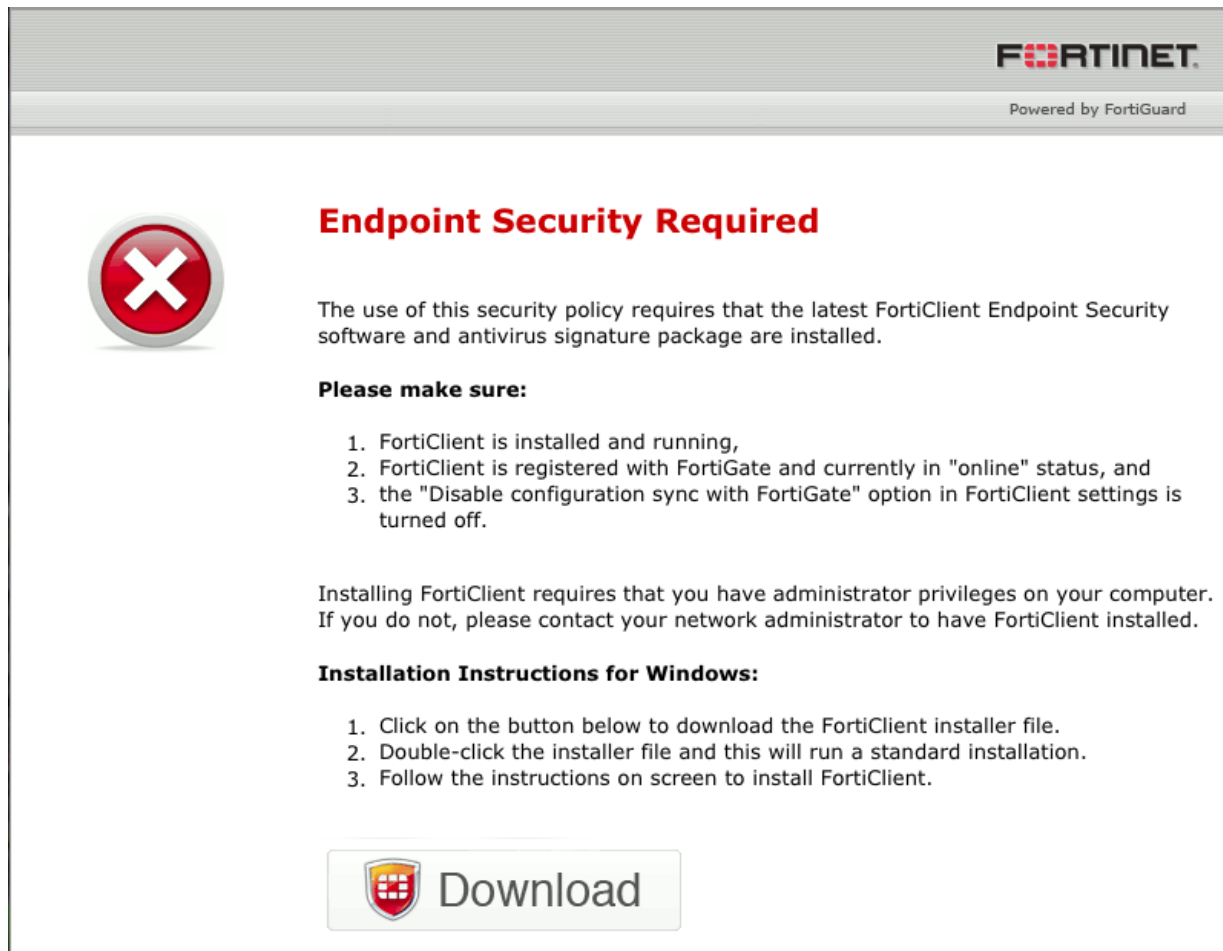 FORTINET.
Powered by FortiGuard
Endpoint Security Required
The use of this security policy requires that the latest FortiClient Endpoint Security
software and antivirus signature package are installed.
Please make sure:
1. FortiClient is installed and running,
2. FortiClient is registered with FortiGate and currently in "online" status, and
3. the "Disable configuration sync with FortiGate" option in FortiClient settings is
turned off.
Installing FortiClient requires that you have administrator privileges on your computer.
If you do not, please contact your network administrator to have FortiClient installed.
Installation Instructions for Windows:
1. Click on the button below to download the FortiClient installer file.
2. Double-click the installer file and this will run a standard installation.
3. Follow the instructions on screen to install FortiClient.
Download